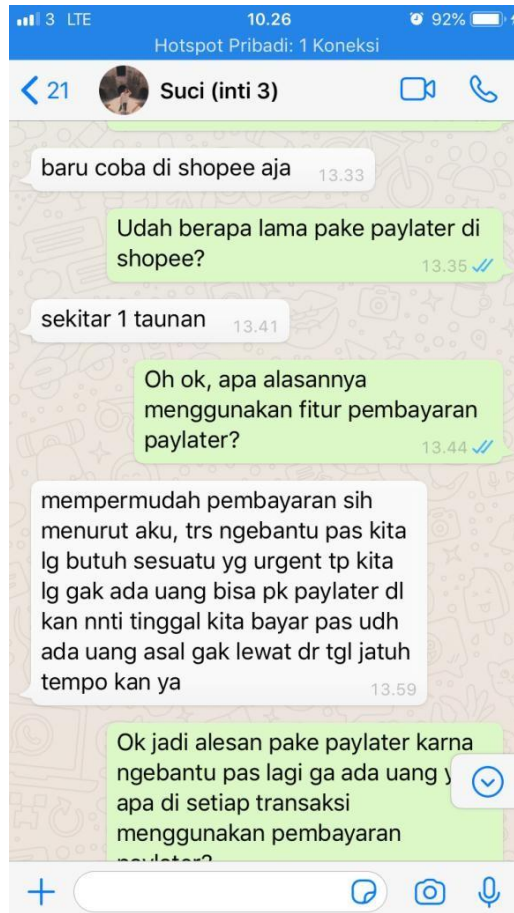 3 LTE 10.26 92%
Hotspot Pribadi: 1 Koneksi
21 Suci (inti 3)
baru coba di shopee aja 13.33
Udah berapa lama pake paylater di
shopee? 13.35
sekitar 1 taunan 13.41
Oh ok, apa alasannya
menggunakan fitur pembayaran
paylater? 13.44
mempermudah pembayaran sih
menurut aku, trs ngebantu pas kita
lg butuh sesuatu yg urgent tp kita
lg gak ada uang bisa pk paylater dl
kan nnti tinggal kita bayar pas udh
ada uang asal gak lewat dr tgl jatuh
tempo kan ya 13.59
Ok jadi alesan pake paylater karna
ngebantu pas lagi ga ada uang
apa di setiap transaksi
menggunakan pembayaran